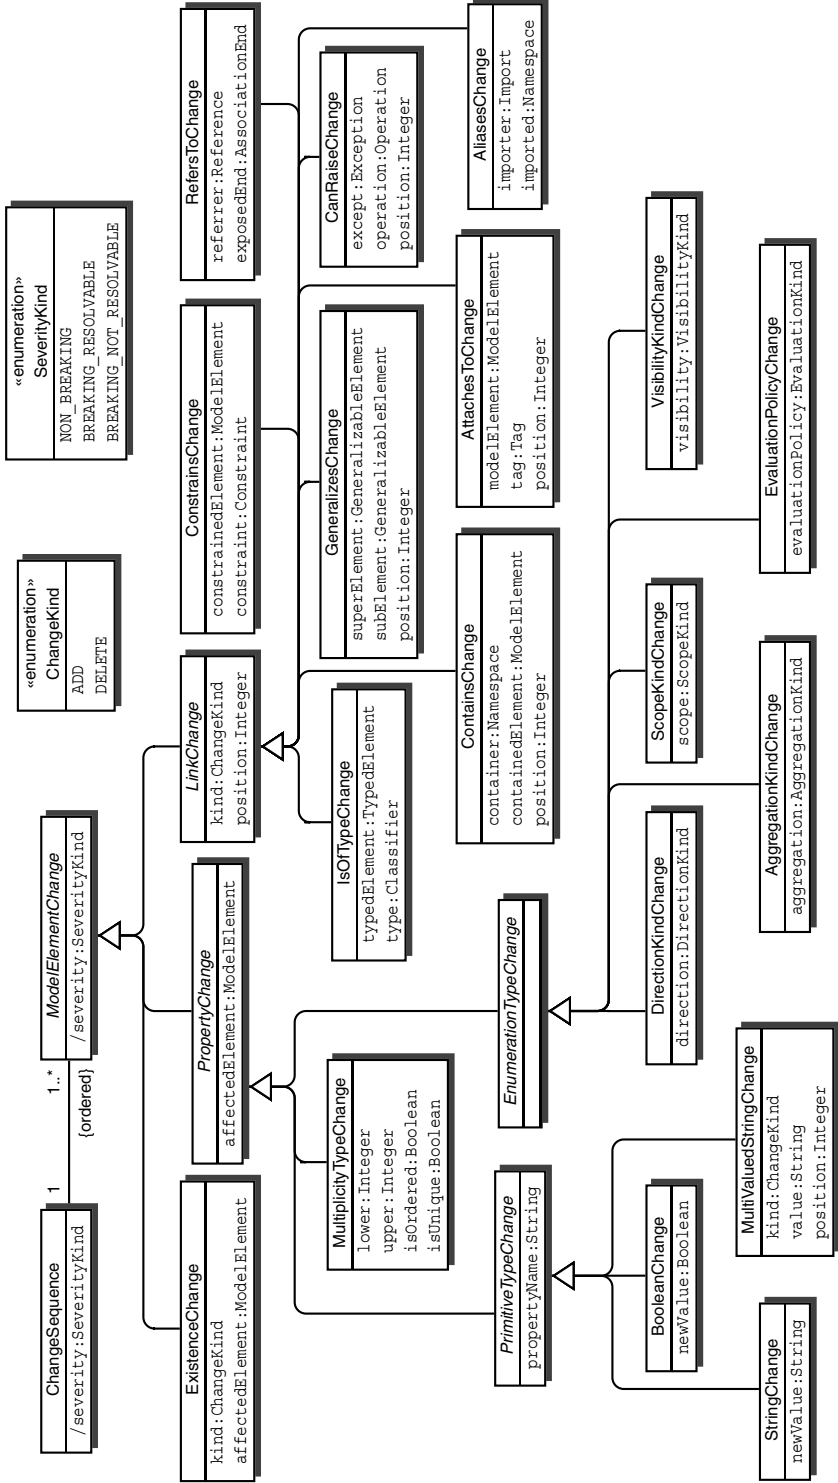 ChangeSequence
/severity:SeverityKind
1
1..*
{ordered}
ModelElementChange
/severity:SeverityKind
«enumeration»
ChangeKind
ADD
DELETE
«enumeration»
SeverityKind
NON_BREAKING
BREAKING_RESOLVABLE
BREAKING_NOT_RESOLVABLE
ExistenceChange
kind:ChangeKind
affectedElement:ModelElement
PropertyChange
affectedElement:ModelElement
LinkChange
kind:ChangeKind
position:Integer
ConstrainsChange
constrainedElement:ModelElement
constraint:Constraint
RefersToChange
referrer:Reference
exposedEnd:AssociationEnd
MultiplicityTypeChange
lower:Integer
upper:Integer
isOrdered:Boolean
isUnique:Boolean
IsOfTypeChange
typedElement:TypedElement
type:Classifier
GeneralizesChange
superElement:GeneralizableElement
subElement:GeneralizableElement
position:Integer
CanRaiseChange
except:Exception
operation:Operation
position:Integer
PrimitiveTypeChange
propertyName:String
EnumerationTypeChange
ContainsChange
container:Namespace
containedElement:ModelElement
position:Integer
AttachesToChange
modelElement:ModelElement
tag:Tag
position:Integer
AliasesChange
importer:Import
imported:Namespace
BooleanChange
newValue:Boolean
DirectionKindChange
direction:DirectionKind
ScopeKindChange
scope:ScopeKind
VisibilityKindChange
visibility:VisibilityKind
StringChange
newValue:String
MultiValuedStringChange
kind:ChangeKind
value:String
position:Integer
AggregationKindChange
aggregation:AggregationKind
EvaluationPolicyChange
evaluationPolicy:EvaluationKind